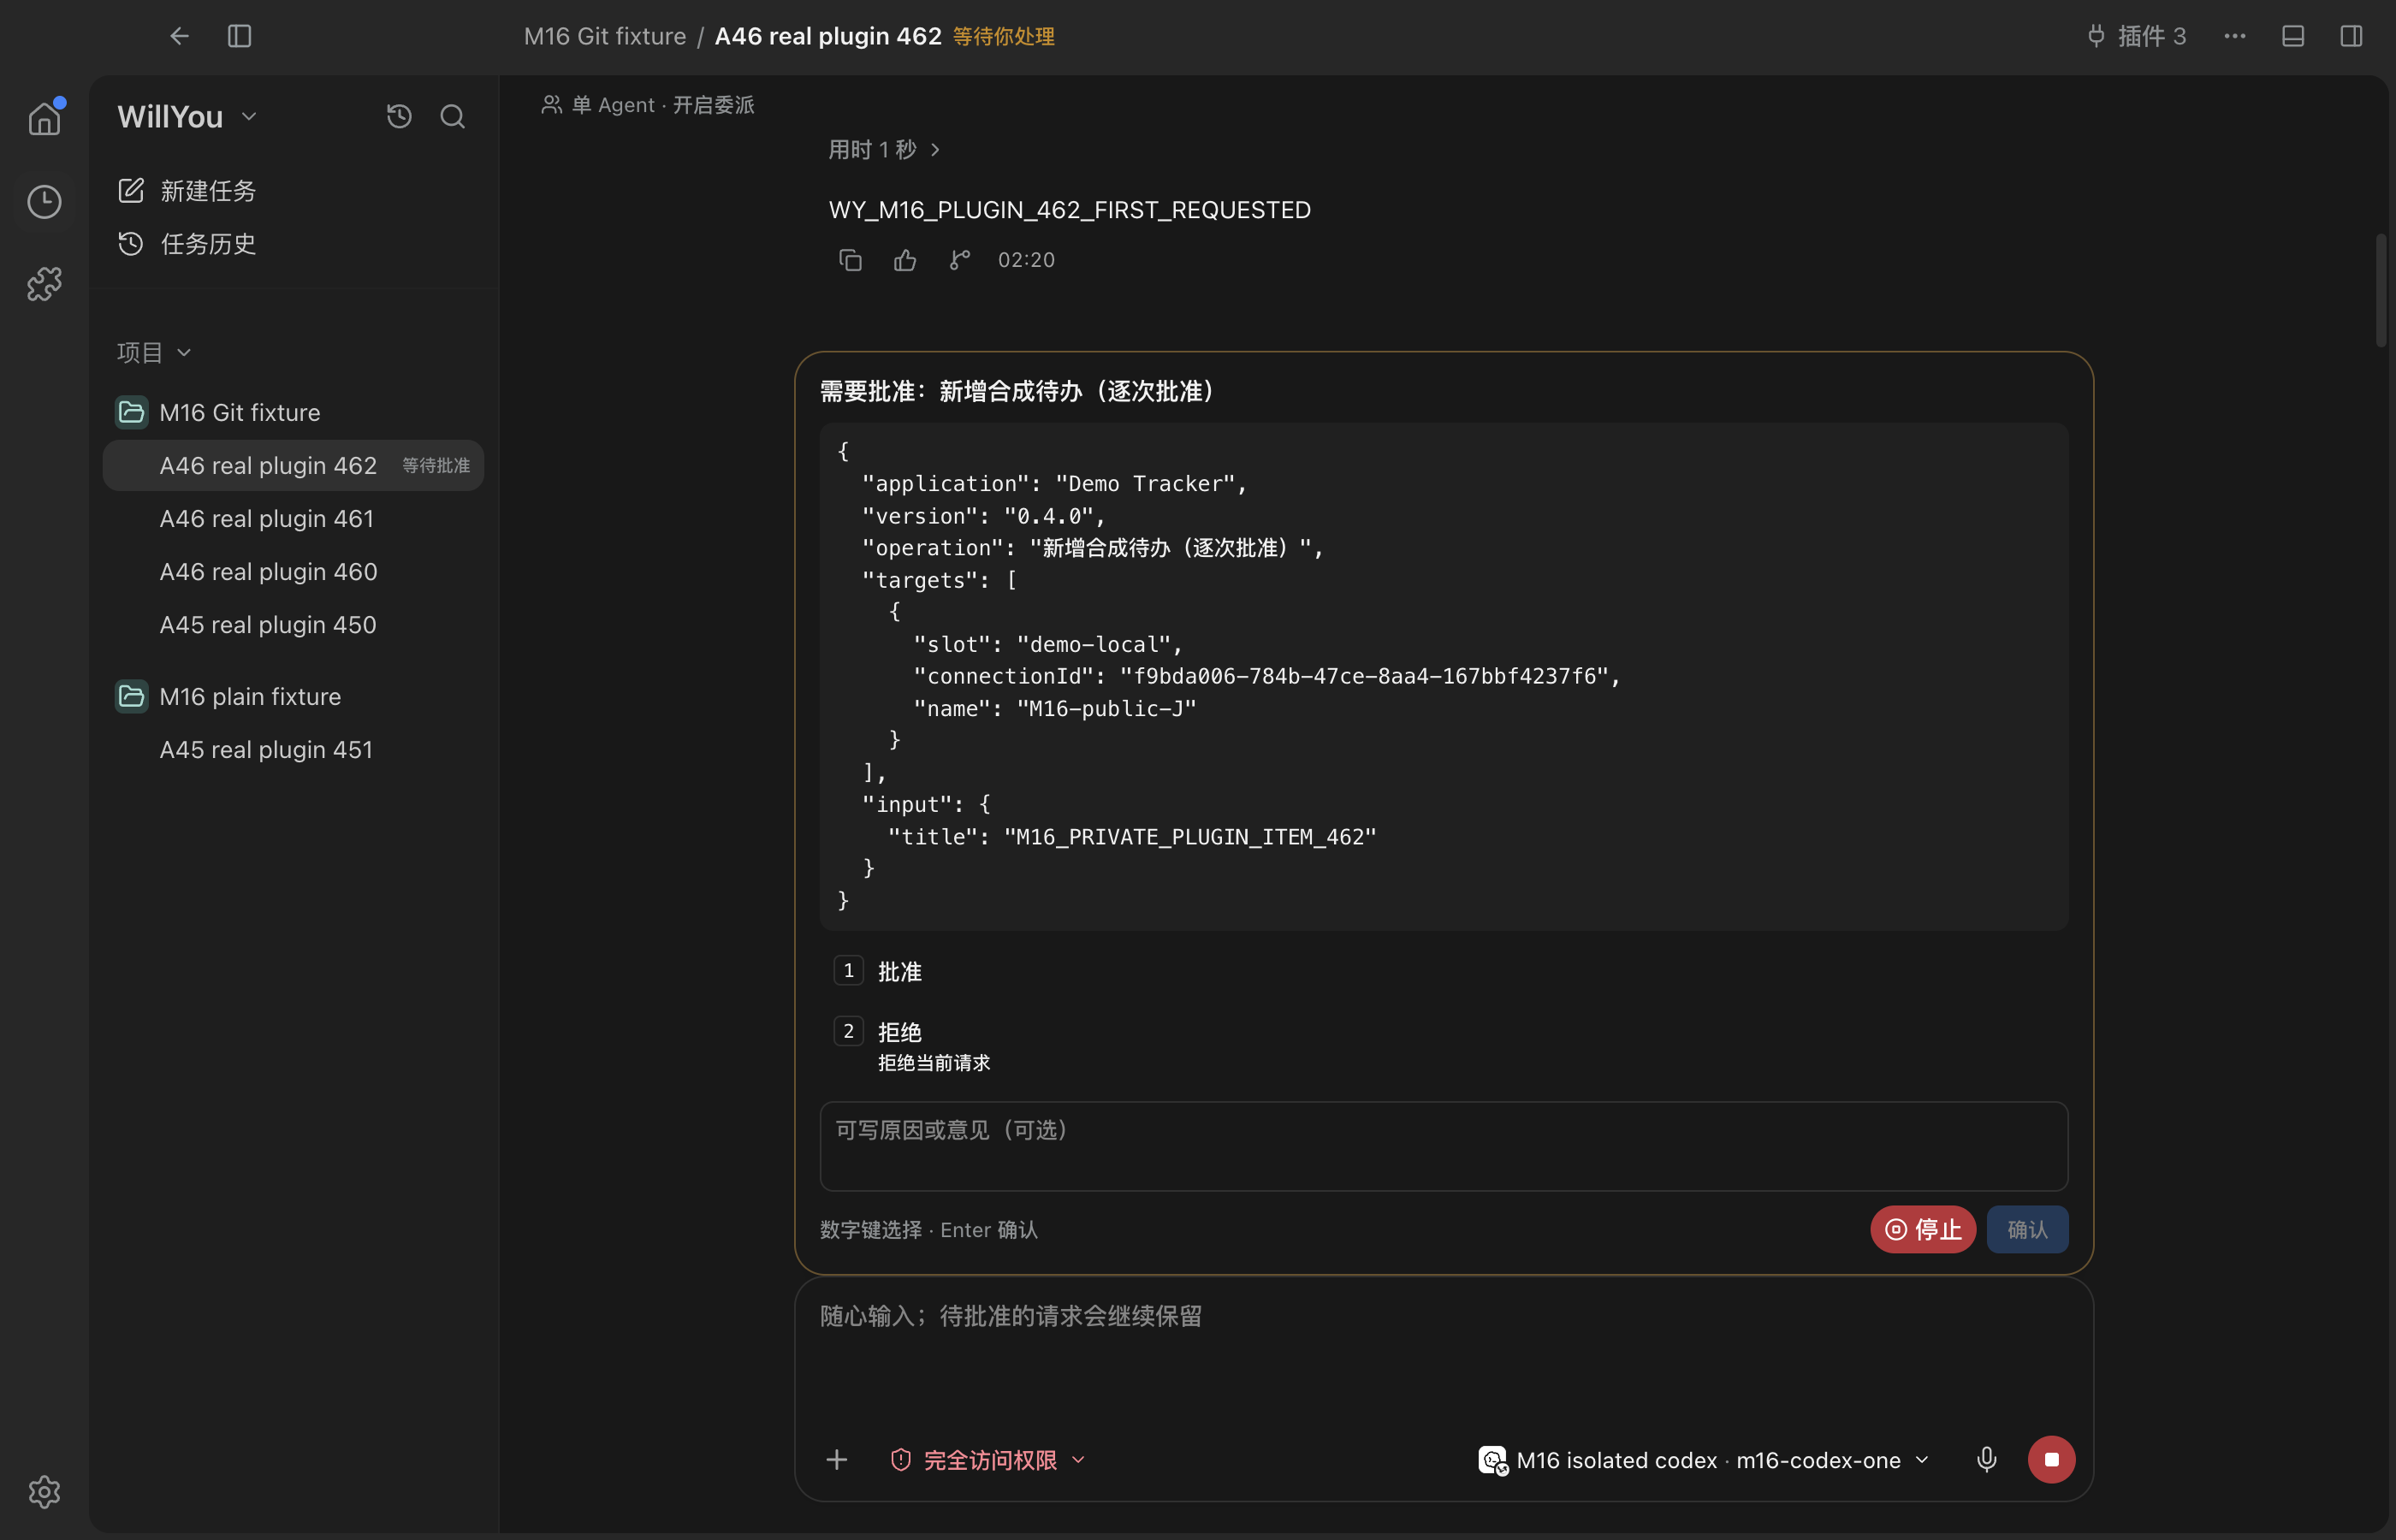 M16 Git fixture / A46 real plugin 462 等待你处理
插件 3
WillYou
新建任务
任务历史
项目
M16 Git fixture
A46 real plugin 462 等待批准
A46 real plugin 461
A46 real plugin 460
A45 real plugin 450
M16 plain fixture
A45 real plugin 451
单 Agent · 开启委派
用时 1 秒
WY_M16_PLUGIN_462_FIRST_REQUESTED
02:20
需要批准：新增合成待办（逐次批准）
{
  "application": "Demo Tracker",
  "version": "0.4.0",
  "operation": "新增合成待办（逐次批准）",
  "targets": [
    {
      "slot": "demo-local",
      "connectionId": "f9bda006-784b-47ce-8aa4-167bbf4237f6",
      "name": "M16-public-J"
    }
  ],
  "input": {
    "title": "M16_PRIVATE_PLUGIN_ITEM_462"
  }
}
1 批准
2 拒绝
拒绝当前请求
可写原因或意见（可选）
数字键选择 · Enter 确认
停止
确认
随心输入；待批准的请求会继续保留
完全访问权限
M16 isolated codex · m16-codex-one